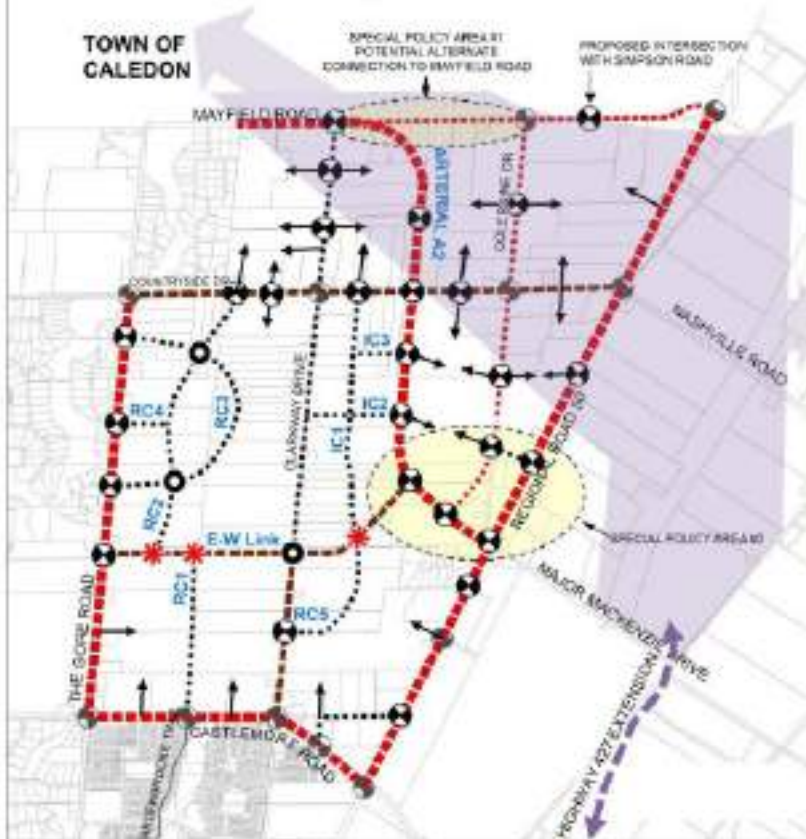 TOWN OF
CALEDON
SPECIAL POLICY AREA #1
POTENTIAL ALTERNATE
CONNECTION TO MAYFIELD ROAD
PROPOSED INTERSECTION
WITH SIMPSON ROAD
MAYFIELD ROAD
ARTERIAL A2
COUNTRYSIDE DR
NASHVILLE ROAD
CLARKWAY DRIVE
IC3
IC2
IC1
RC4
RC3
RC2
REGIONAL ROAD 50
E-W Link
SPECIAL POLICY AREA #2
RC1
RC5
THE GORE ROAD
MAJOR MACKENZIE DRIVE
CASTLEMORE ROAD
HIGHWAY 427 EXTENSION